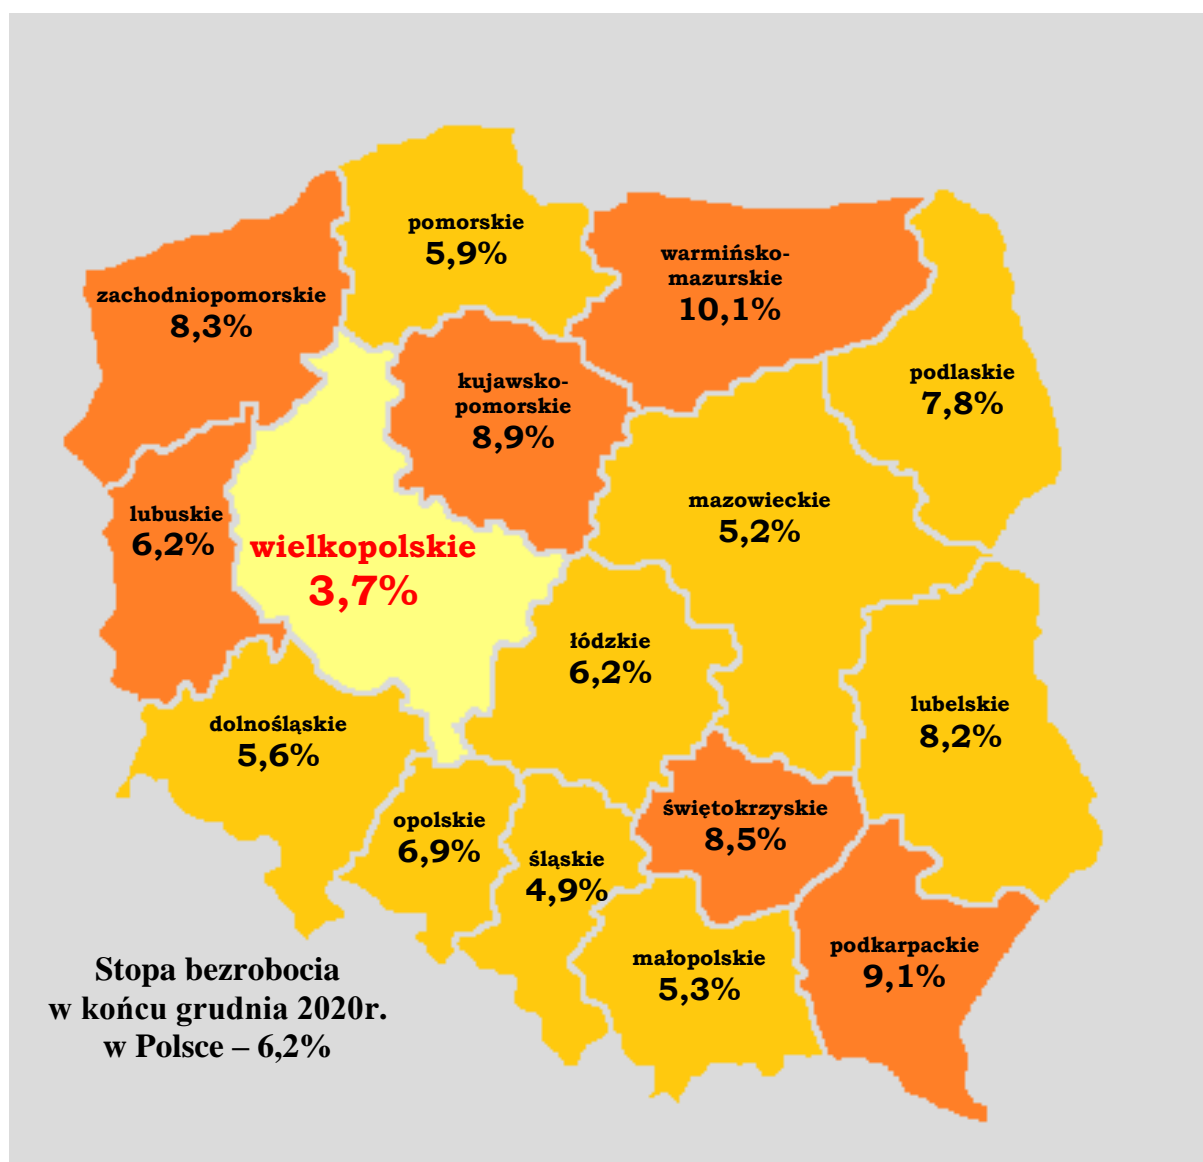 pomorskie
5,9%
warmińsko-
mazurskie
10,1%
zachodniopomorskie
8,3%
podlaskie
7,8%
kujawsko-
pomorskie
8,9%
mazowieckie
5,2%
lubuskie
6,2%
wielkopolskie
3,7%
łódzkie
6,2%
lubelskie
8,2%
dolnośląskie
5,6%
świętokrzyskie
8,5%
opolskie
6,9%
śląskie
4,9%
podkarpackie
9,1%
małopolskie
5,3%
Stopa bezrobocia
w końcu grudnia 2020r.
w Polsce – 6,2%